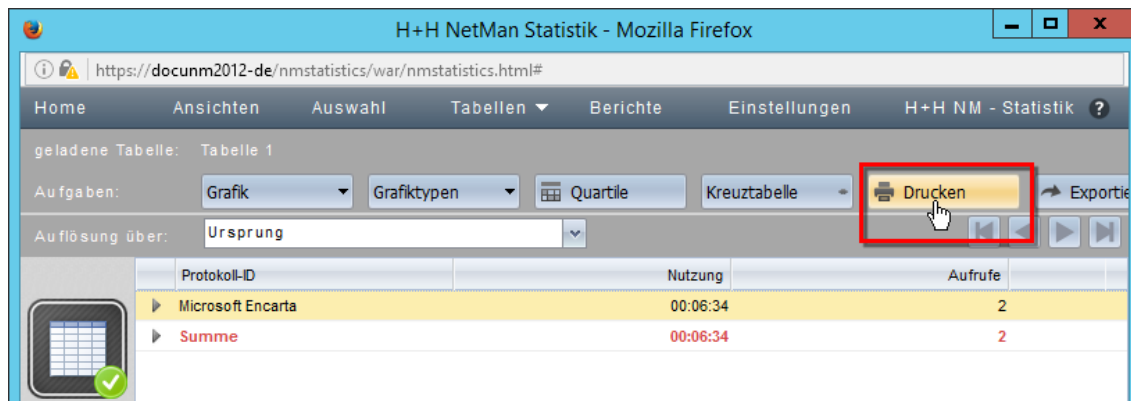 H+H NetMan Statistik - Mozilla Firefox
https://docunm2012-de/nmstatistics/war/nmstatistics.html#
Home Ansichten Auswahl Tabellen Berichte Einstellungen H+H NM - Statistik ?
geladene Tabelle: Tabelle 1
Aufgaben: Grafik Grafiktypen Quartile Kreuztabelle Drucken Exportie
Auflösung über: Ursprung
Protokoll-ID Nutzung Aufrufe
Microsoft Encarta 00:06:34 2
Summe 00:06:34 2